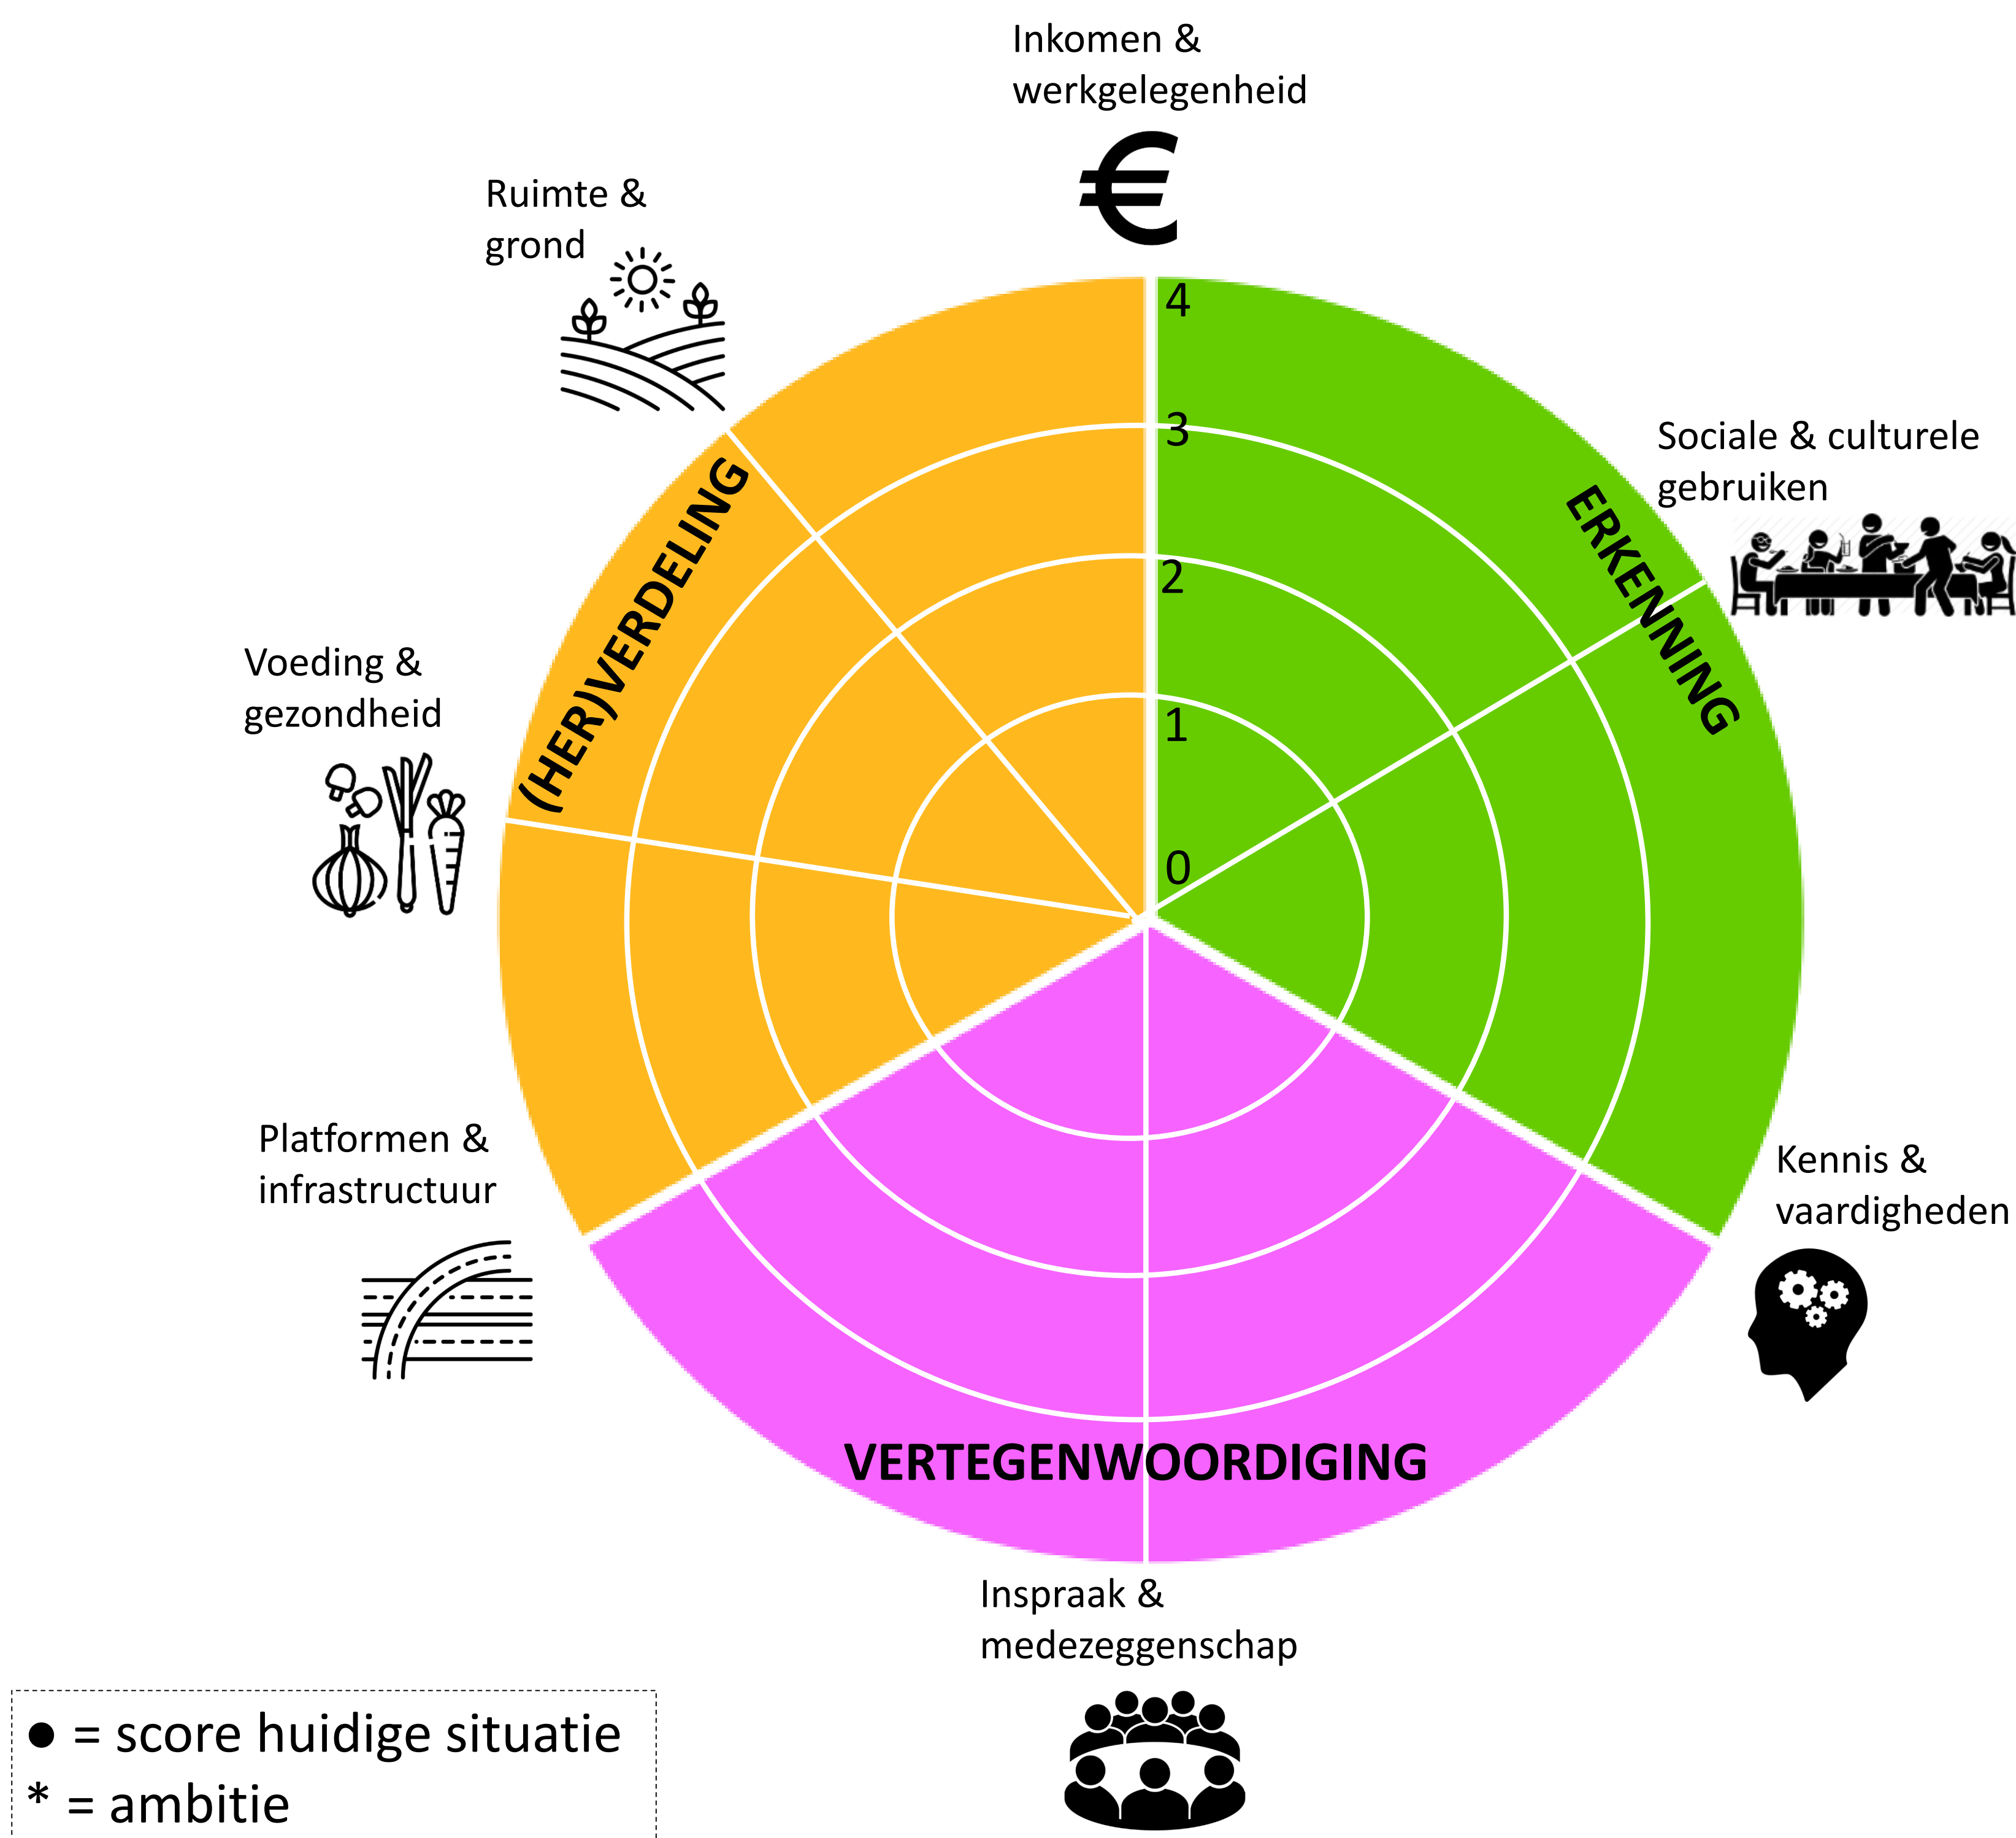 Inkomen &
werkgelegenheid
Ruimte &
grond
4
3
2
1
0
Sociale & culturele
gebruiken
ERKENNING
(HER)VERDELING
Voeding &
gezondheid
Platformen &
infrastructuur
Kennis &
vaardigheden
VERTEGENWOORDIGING
Inspraak &
medezeggenschap
● = score huidige situatie
* = ambitie